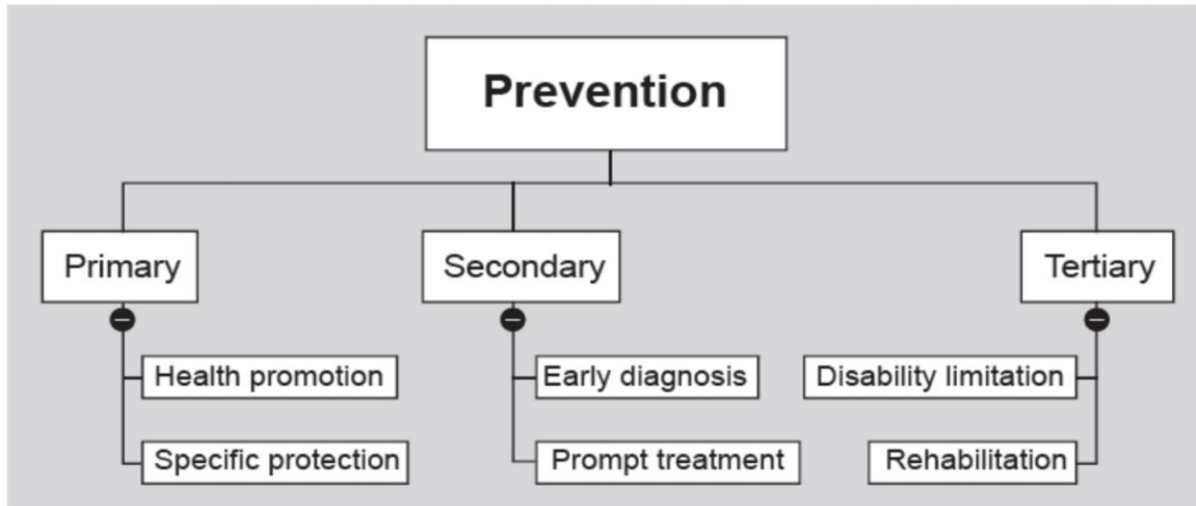 Prevention
Primary
Secondary
Tertiary
Health promotion
Early diagnosis
Disability limitation
Specific protection
Prompt treatment
Rehabilitation